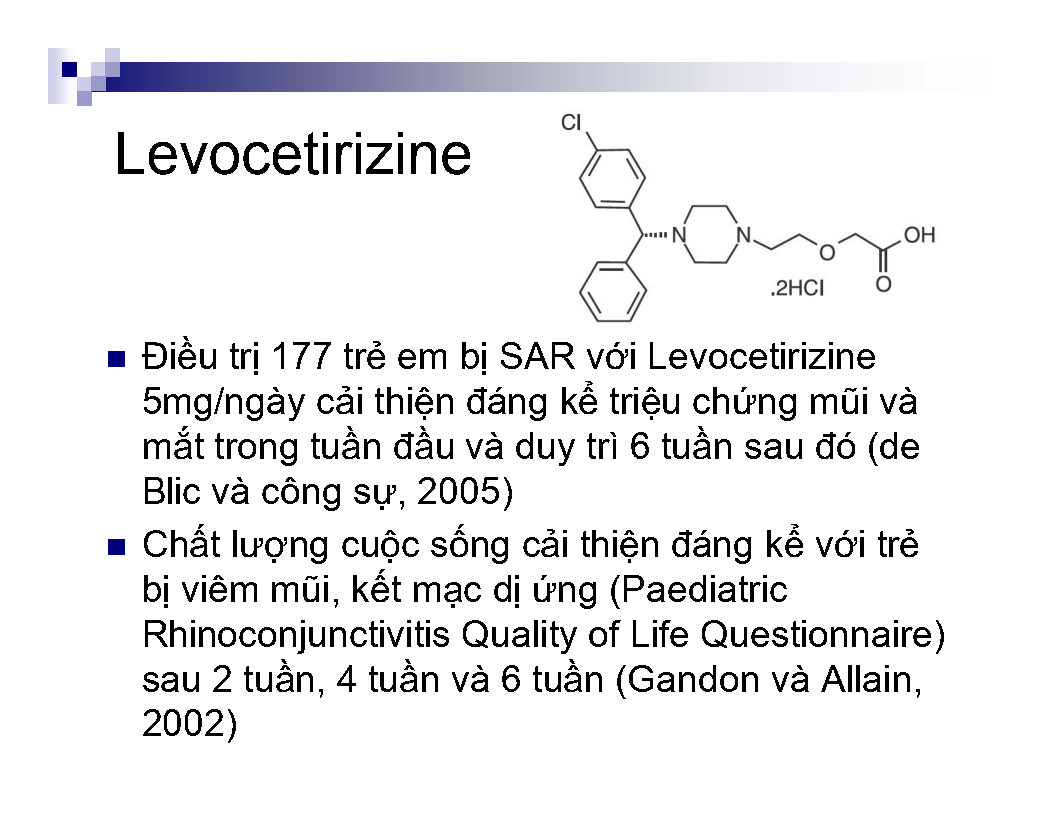 Levocetirizine
Cl
N
N
O
OH
O
.2HCl
Điều trị 177 trẻ em bị SAR với Levocetirizine
5mg/ngày cải thiện đáng kể triệu chứng mũi và
mắt trong tuần đầu và duy trì 6 tuần sau đó (de
Blic và công sự, 2005)
Chất lượng cuộc sống cải thiện đáng kể với trẻ
bị viêm mũi, kết mạc dị ứng (Paediatric
Rhinoconjunctivitis Quality of Life Questionnaire)
sau 2 tuần, 4 tuần và 6 tuần (Gandon và Allain,
2002)